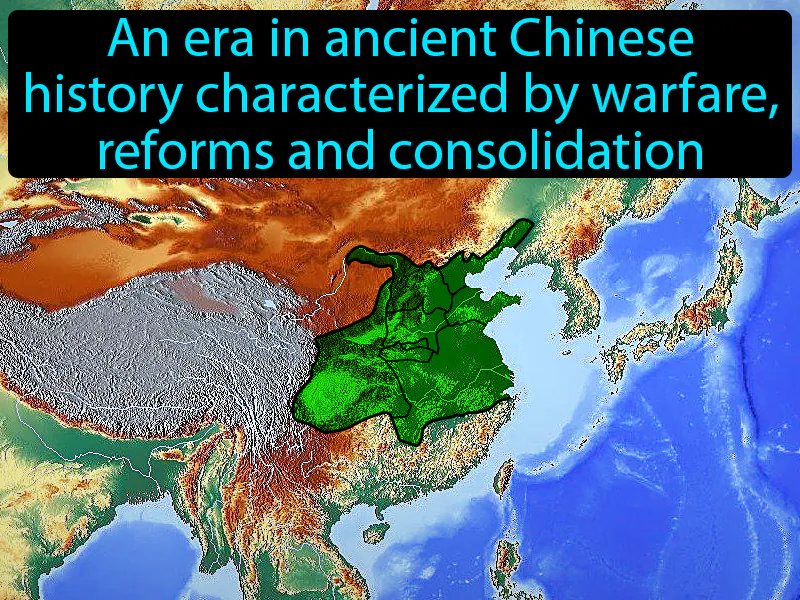 An era in ancient Chinese
history characterized by warfare,
reforms and consolidation